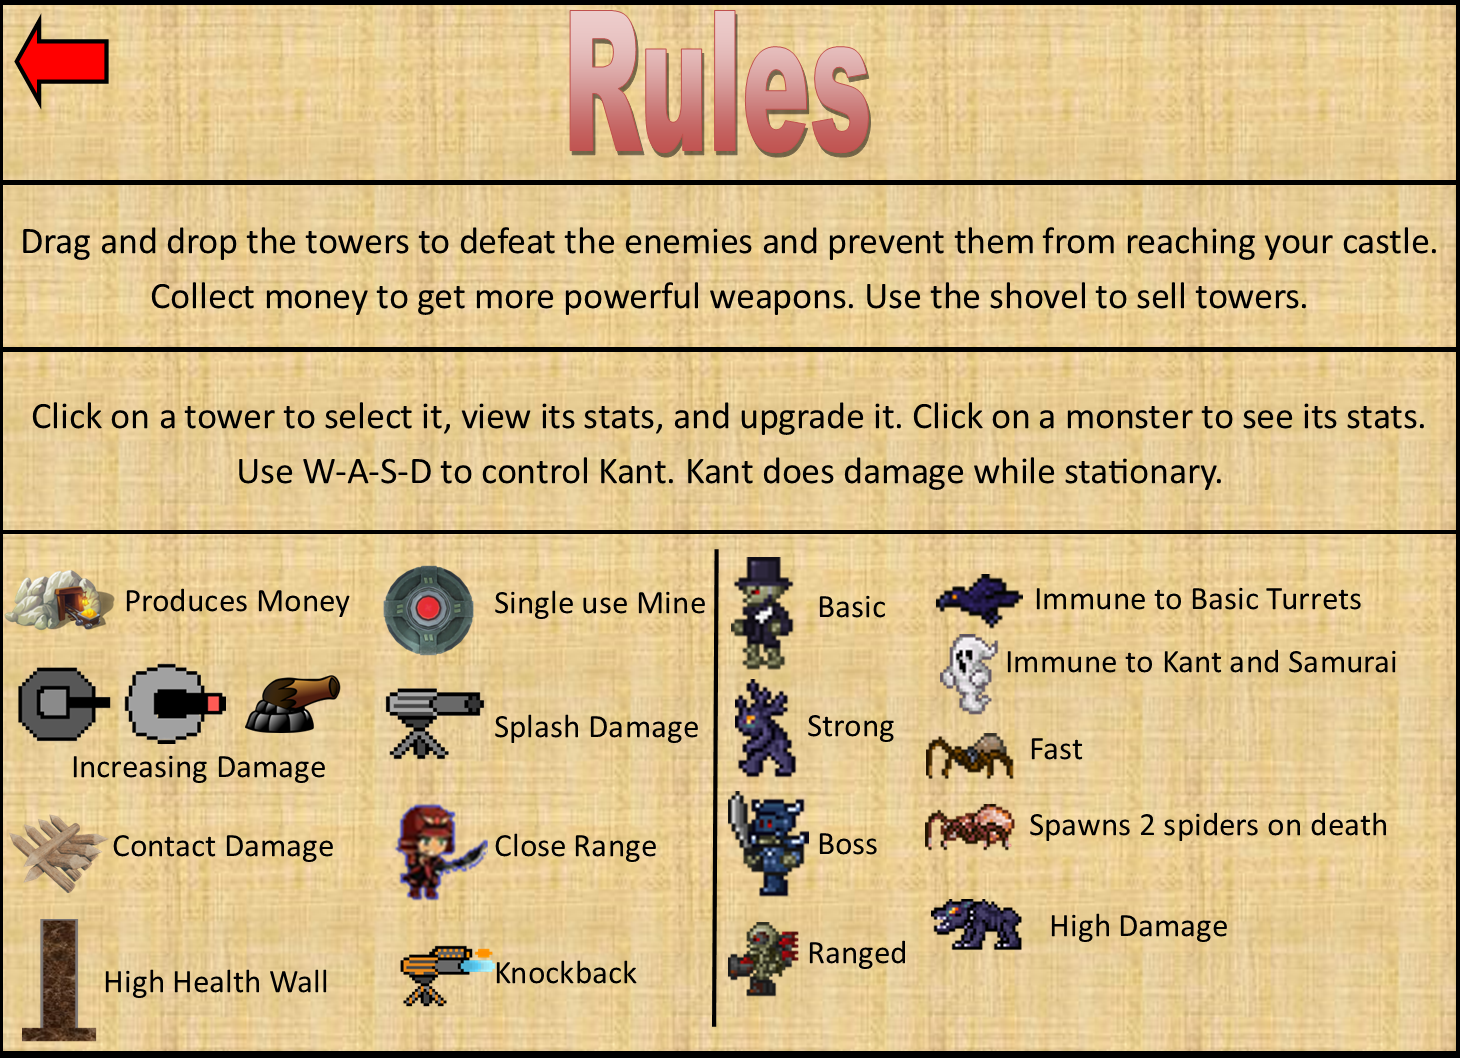 Rules
Drag and drop the towers to defeat the enemies and prevent them from reaching your castle.
Collect money to get more powerful weapons. Use the shovel to sell towers.
Click on a tower to select it, view its stats, and upgrade it. Click on a monster to see its stats.
Use W-A-S-D to control Kant. Kant does damage while stationary.
Produces Money
Increasing Damage
Contact Damage
High Health Wall
Single use Mine
Splash Damage
Close Range
Knockback
Basic
Strong
Boss
Ranged
Immune to Basic Turrets
Immune to Kant and Samurai
Fast
Spawns 2 spiders on death
High Damage